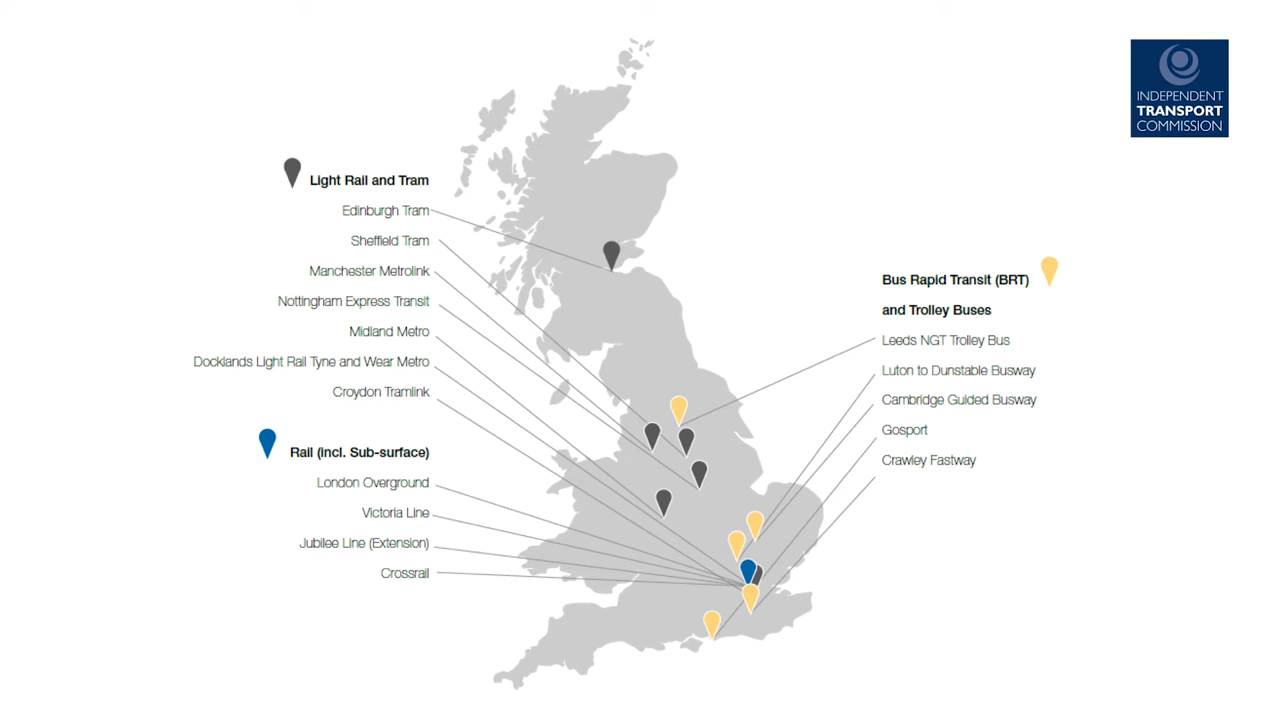 INDEPENDENT
TRANSPORT
COMMISSION
Light Rail and Tram
Edinburgh Tram
Sheffield Tram
Manchester Metrolink
Nottingham Express Transit
Midland Metro
Docklands Light Rail Tyne and Wear Metro
Croydon Tramlink
Rail (incl. Sub-surface)
London Overground
Victoria Line
Jubilee Line (Extension)
Crossrail
Bus Rapid Transit (BRT)
and Trolley Buses
Leeds NGT Trolley Bus
Luton to Dunstable Busway
Cambridge Guided Busway
Gosport
Crawley Fastway